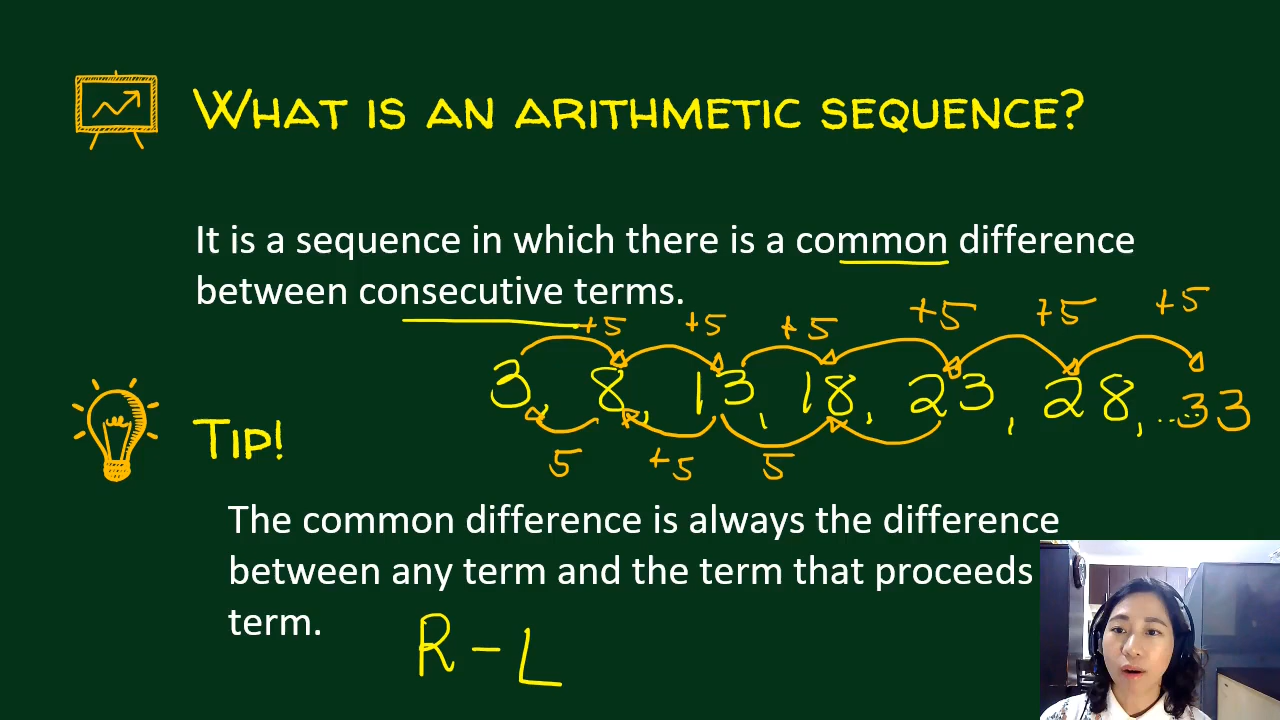 WHAT IS AN ARITHMETIC SEQUENCE?
It is a sequence in which there is a common difference
between consecutive terms.
+5 +5 +5 +5 +5 +5
3, 8, 13, 18, 23, 28, ...33
5 +5 5
TIP!
The common difference is always the difference
between any term and the term that proceeds
term.
R - L